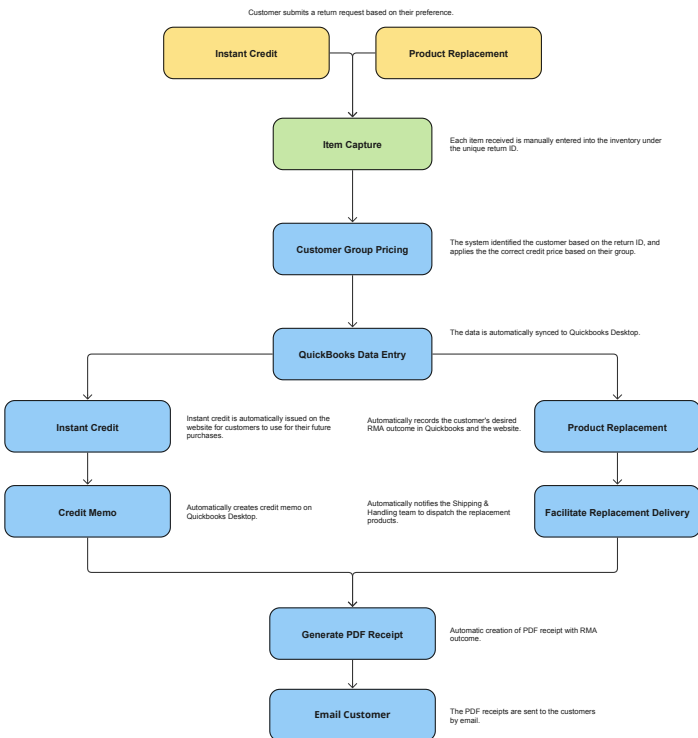 Customer submits a return request based on their preference.
Instant Credit
Product Replacement
Item Capture
Each item received is manually entered into the inventory under
the unique return ID.
Customer Group Pricing
The system identified the customer based on the return ID, and
applies the the correct credit price based on their group.
QuickBooks Data Entry
The data is automatically synced to Quickbooks Desktop.
Instant Credit
Instant credit is automatically issued on the
website for customers to use for their future
purchases.
Automatically records the customer's desired
RMA outcome in Quickbooks and the website.
Product Replacement
Credit Memo
Automatically creates credit memo on
Quickbooks Desktop.
Automatically notifies the Shipping &
Handling team to dispatch the replacement
products.
Facilitate Replacement Delivery
Generate PDF Receipt
Automatic creation of PDF receipt with RMA
outcome.
Email Customer
The PDF receipts are sent to the customers
by email.